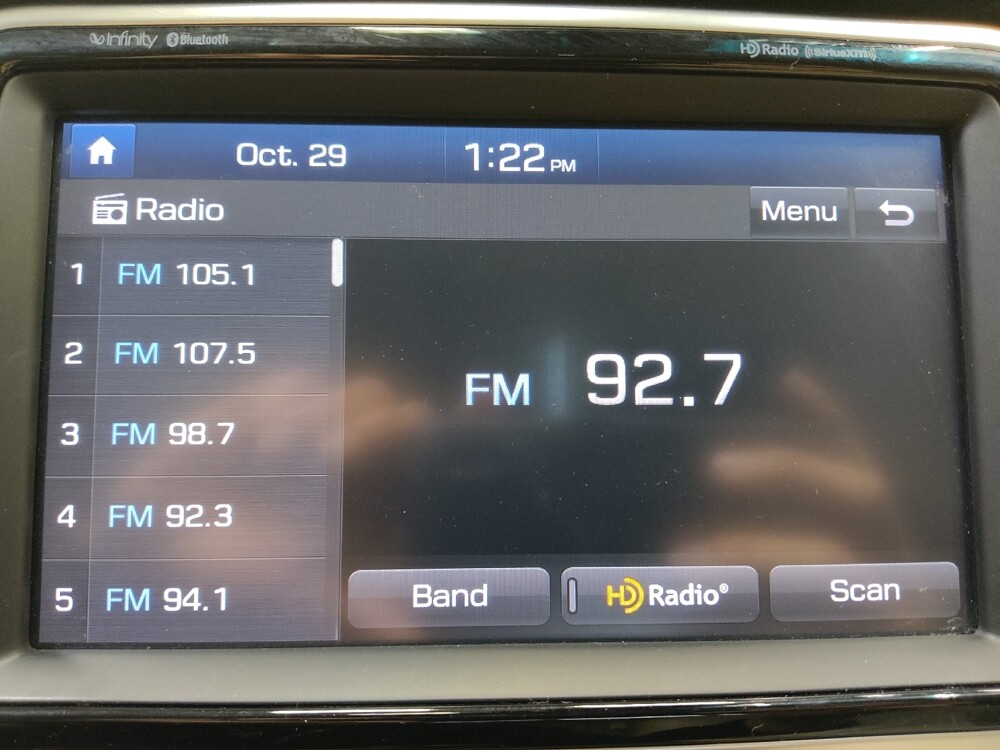 Infinity Bluetooth
HD Radio ((SiriusXM))
Oct. 29 1:22 PM
Radio
Menu
1 FM 105.1
2 FM 107.5
3 FM 98.7
4 FM 92.3
5 FM 94.1
FM 92.7
Band
HD Radio®
Scan